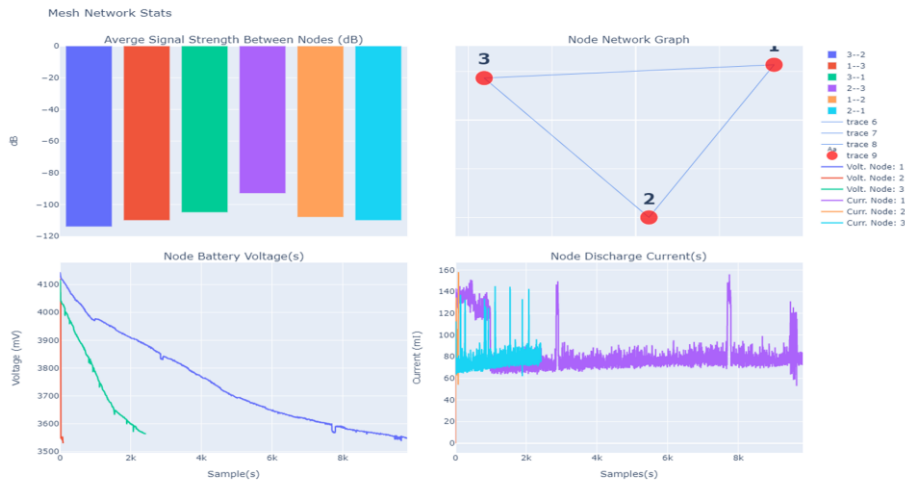 Mesh Network Stats
Averge Signal Strength Between Nodes (dB)
0
−20
−40
−60
−80
−100
−120
dB
Node Network Graph
3
1
2
3--2
1--3
3--1
2--3
1--2
2--1
trace 6
trace 7
trace 8
Aa
trace 9
Volt. Node: 1
Volt. Node: 2
Volt. Node: 3
Curr. Node: 1
Curr. Node: 2
Curr. Node: 3
Node Battery Voltage(s)
4100
4000
3900
3800
3700
3600
3500
Voltage (mV)
0
2k
4k
6k
8k
Sample(s)
Node Discharge Current(s)
160
140
120
100
80
60
40
20
0
Current (mI)
0
2k
4k
6k
8k
Samples(s)